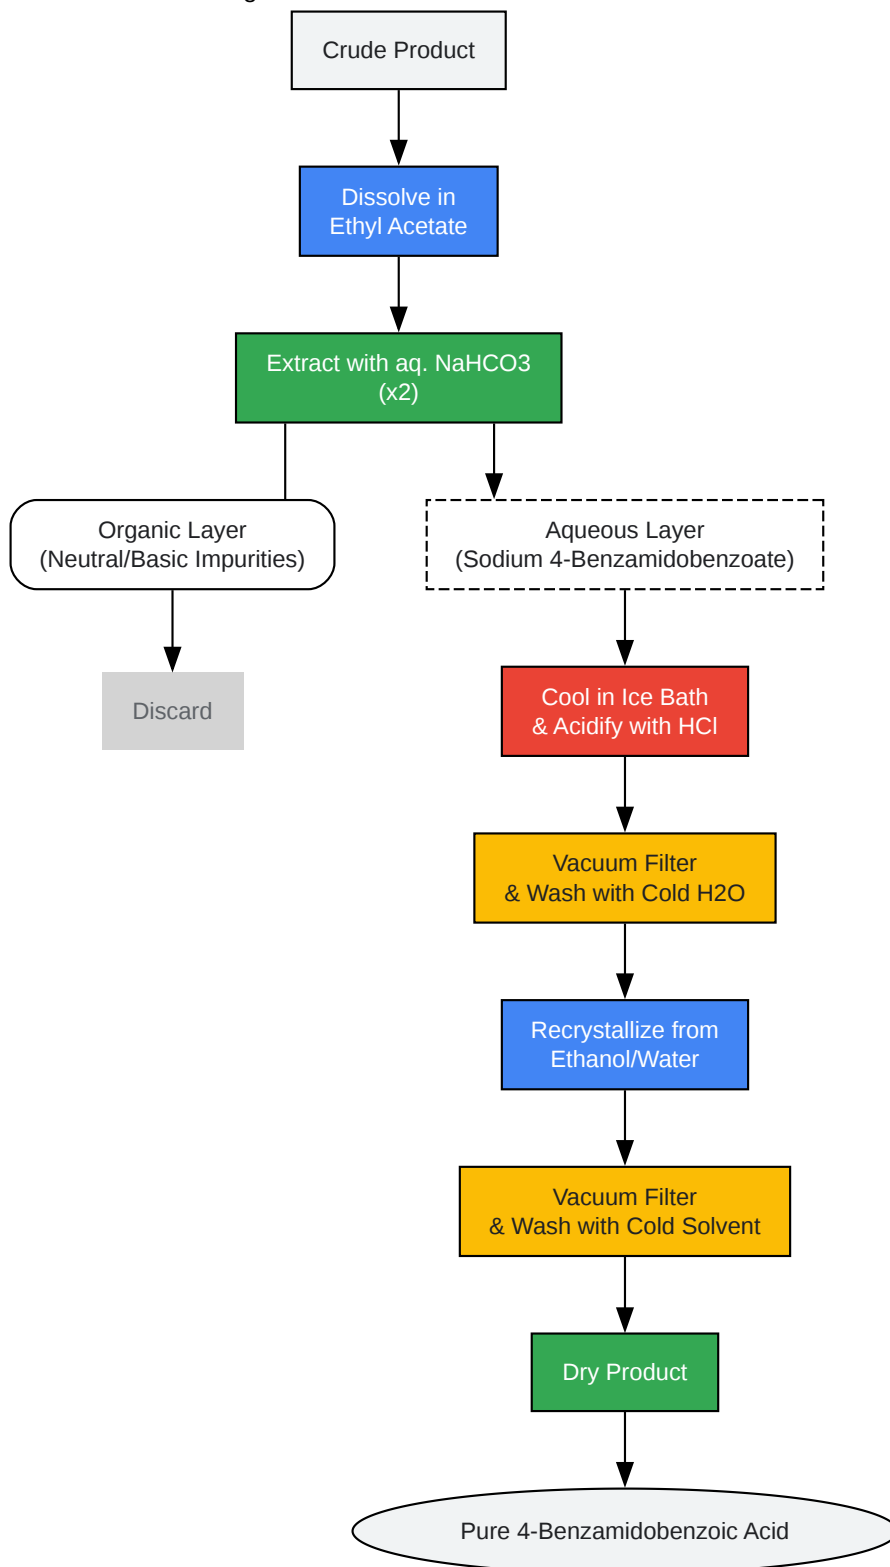 Crude Product
Dissolve in
Ethyl Acetate
Extract with aq. NaHCO3
(x2)
Organic Layer
(Neutral/Basic Impurities)
Aqueous Layer
(Sodium 4-Benzamidobenzoate)
Discard
Cool in Ice Bath
& Acidify with HCl
Vacuum Filter
& Wash with Cold H2O
Recrystallize from
Ethanol/Water
Vacuum Filter
& Wash with Cold Solvent
Dry Product
Pure 4-Benzamidobenzoic Acid